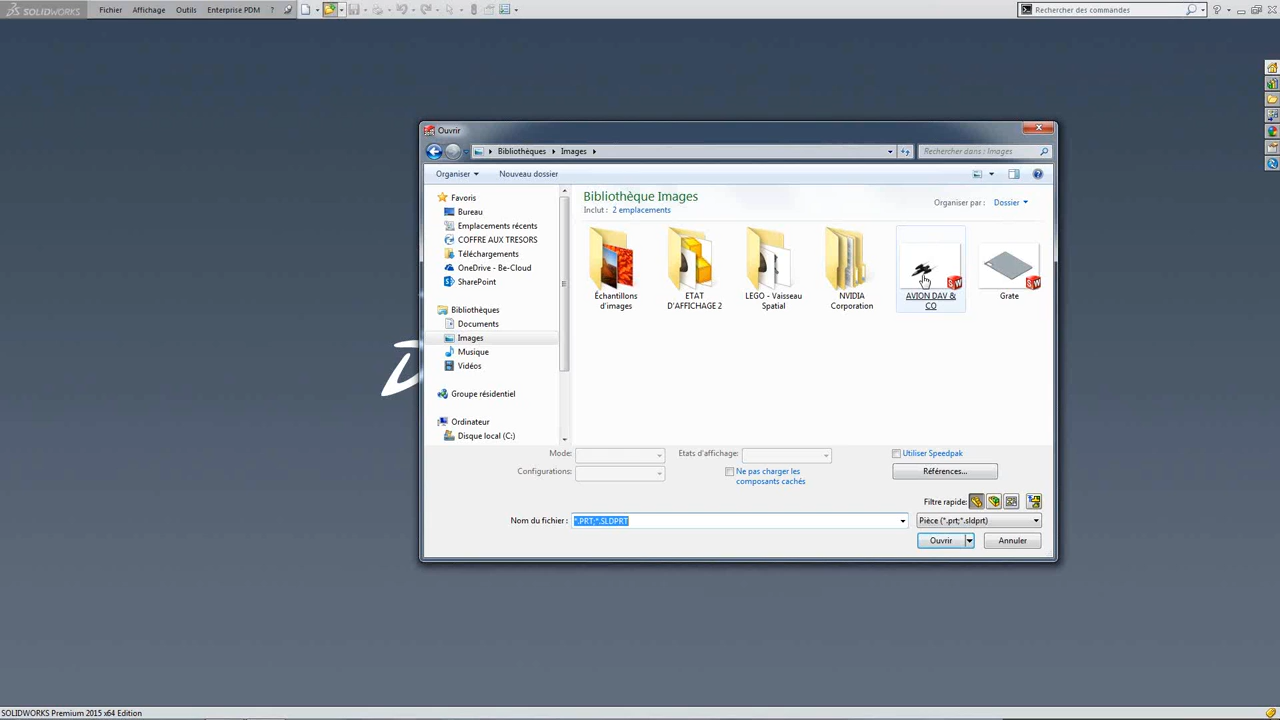 SOLIDWORKS Fichier Affichage Outils Enterprise PDM ? Rechercher des commandes ?
Ouvrir
Bibliothèques Images Rechercher dans : Images
Organiser Nouveau dossier
Favoris
Bureau
Emplacements récents
COFFRE AUX TRESORS
Téléchargements
OneDrive - Be-Cloud
SharePoint
Bibliothèques
Documents
Images
Musique
Vidéos
Groupe résidentiel
Ordinateur
Disque local (C:)
Bibliothèque Images
Inclut : 2 emplacements
Organiser par : Dossier
Échantillons
d'images
ETAT
D'AFFICHAGE 2
LEGO - Vaisseau
Spatial
NVIDIA
Corporation
AVION DAV &
CO
Grate
Mode:
Configurations:
Etats d'affichage:
Ne pas charger les
composants cachés
Utiliser Speedpak
Références...
Filtre rapide:
Nom du fichier : *.PRT;*.SLDPRT Pièce (*.prt;*.sldprt)
Ouvrir Annuler
SOLIDWORKS Premium 2015 x64 Edition